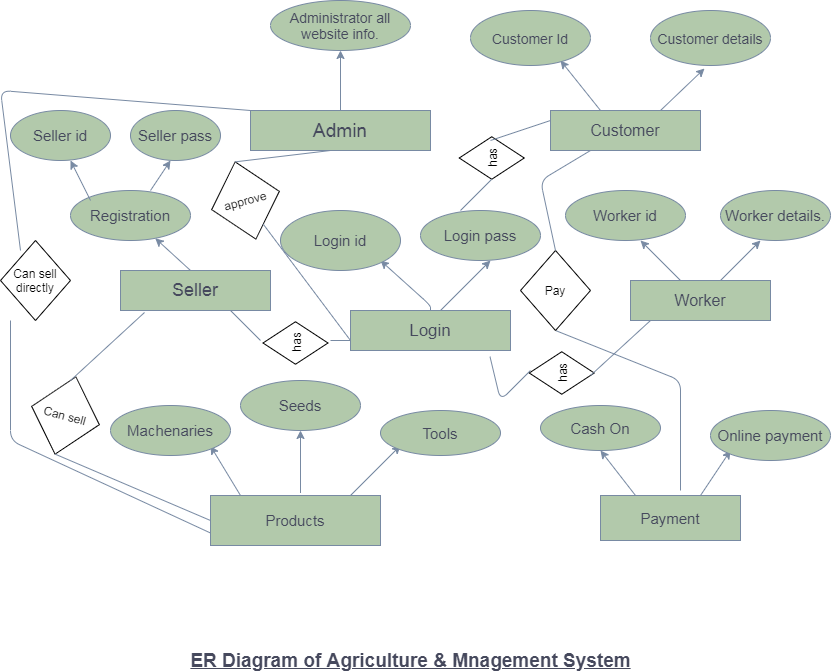 Administrator all
website info.
Customer Id
Customer details
Admin
Customer
Seller id
Seller pass
has
approve
Registration
Login id
Login pass
Worker id
Worker details.
Can sell
directly
Seller
Pay
Worker
Login
has
has
Can sell
Machenaries
Seeds
Tools
Cash On
Online payment
Products
Payment
ER Diagram of Agriculture & Mnagement System